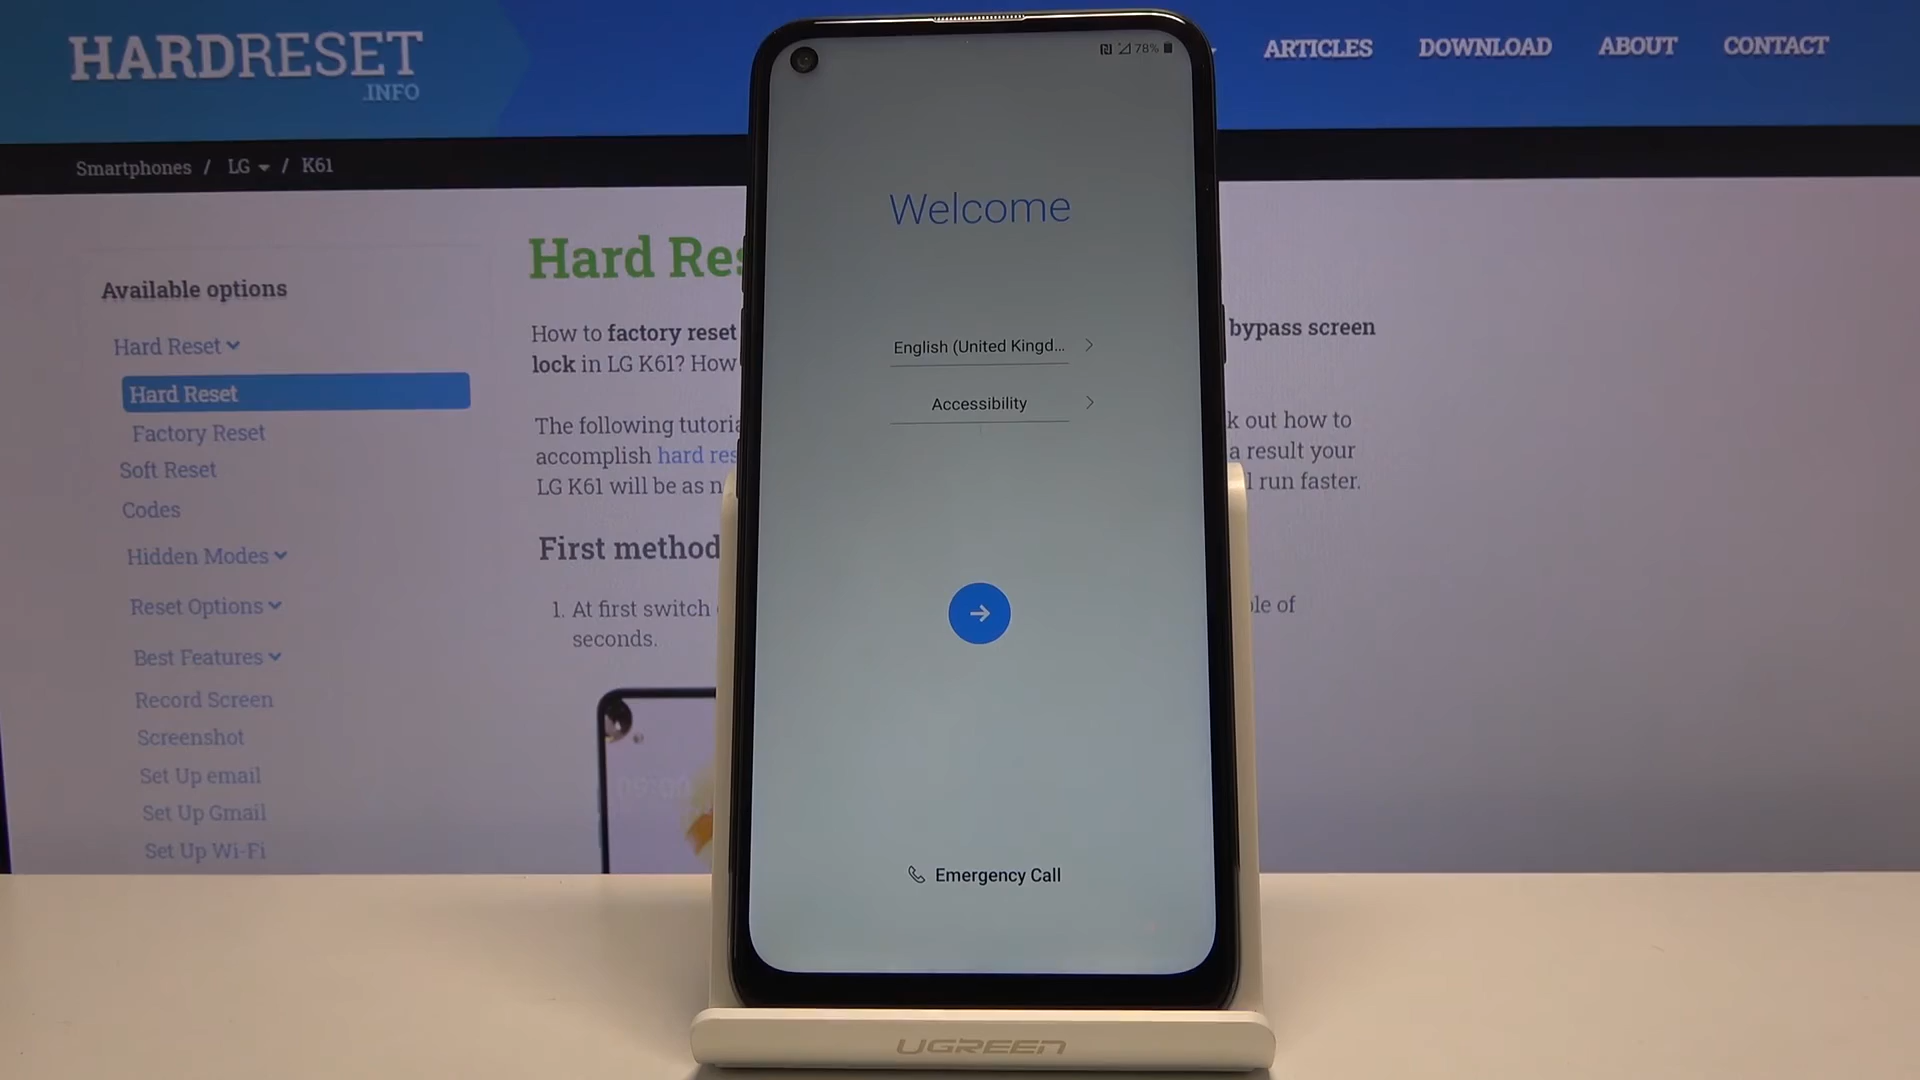 HARDRESET
.INFO
ARTICLES
DOWNLOAD
ABOUT
CONTACT
Smartphones / LG / K61
Available options
Hard Reset
Hard Reset
Factory Reset
Soft Reset
Codes
Hidden Modes
Reset Options
Best Features
Record Screen
Screenshot
Set Up email
Set Up Gmail
Set Up Wi-Fi
Hard Res
How to factory reset
bypass screen
lock in LG K61? How
The following tutoria
k out how to
accomplish hard res
a result your
LG K61 will be as n
l run faster.
First method
1. At first switch
ole of
seconds.
09:00
78%
Welcome
English (United Kingd...
Accessibility
Emergency Call
UGREEN